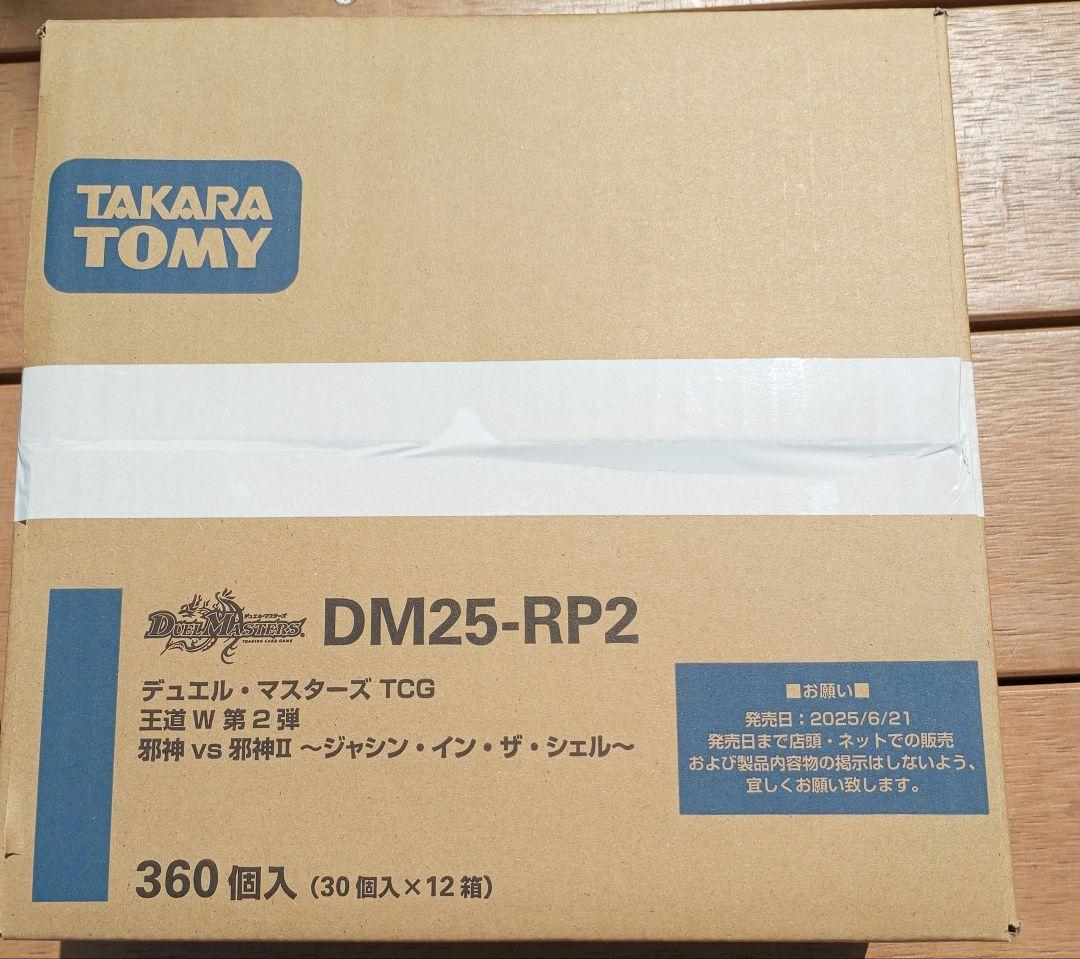 TAKARA
TOMY
デュエル・マスターズ
DUEL MASTERS
TRADING CARD GAME
DM25-RP2
デュエル・マスターズ TCG
王道 W 第2弾
邪神 vs 邪神Ⅱ ～ジャシン・イン・ザ・シェル～
■お願い■
発売日：2025/6/21
発売日まで店頭・ネットでの販売
および製品内容物の掲示はしないよう、
宜しくお願い致します。
360 個入（30 個入×12 箱）